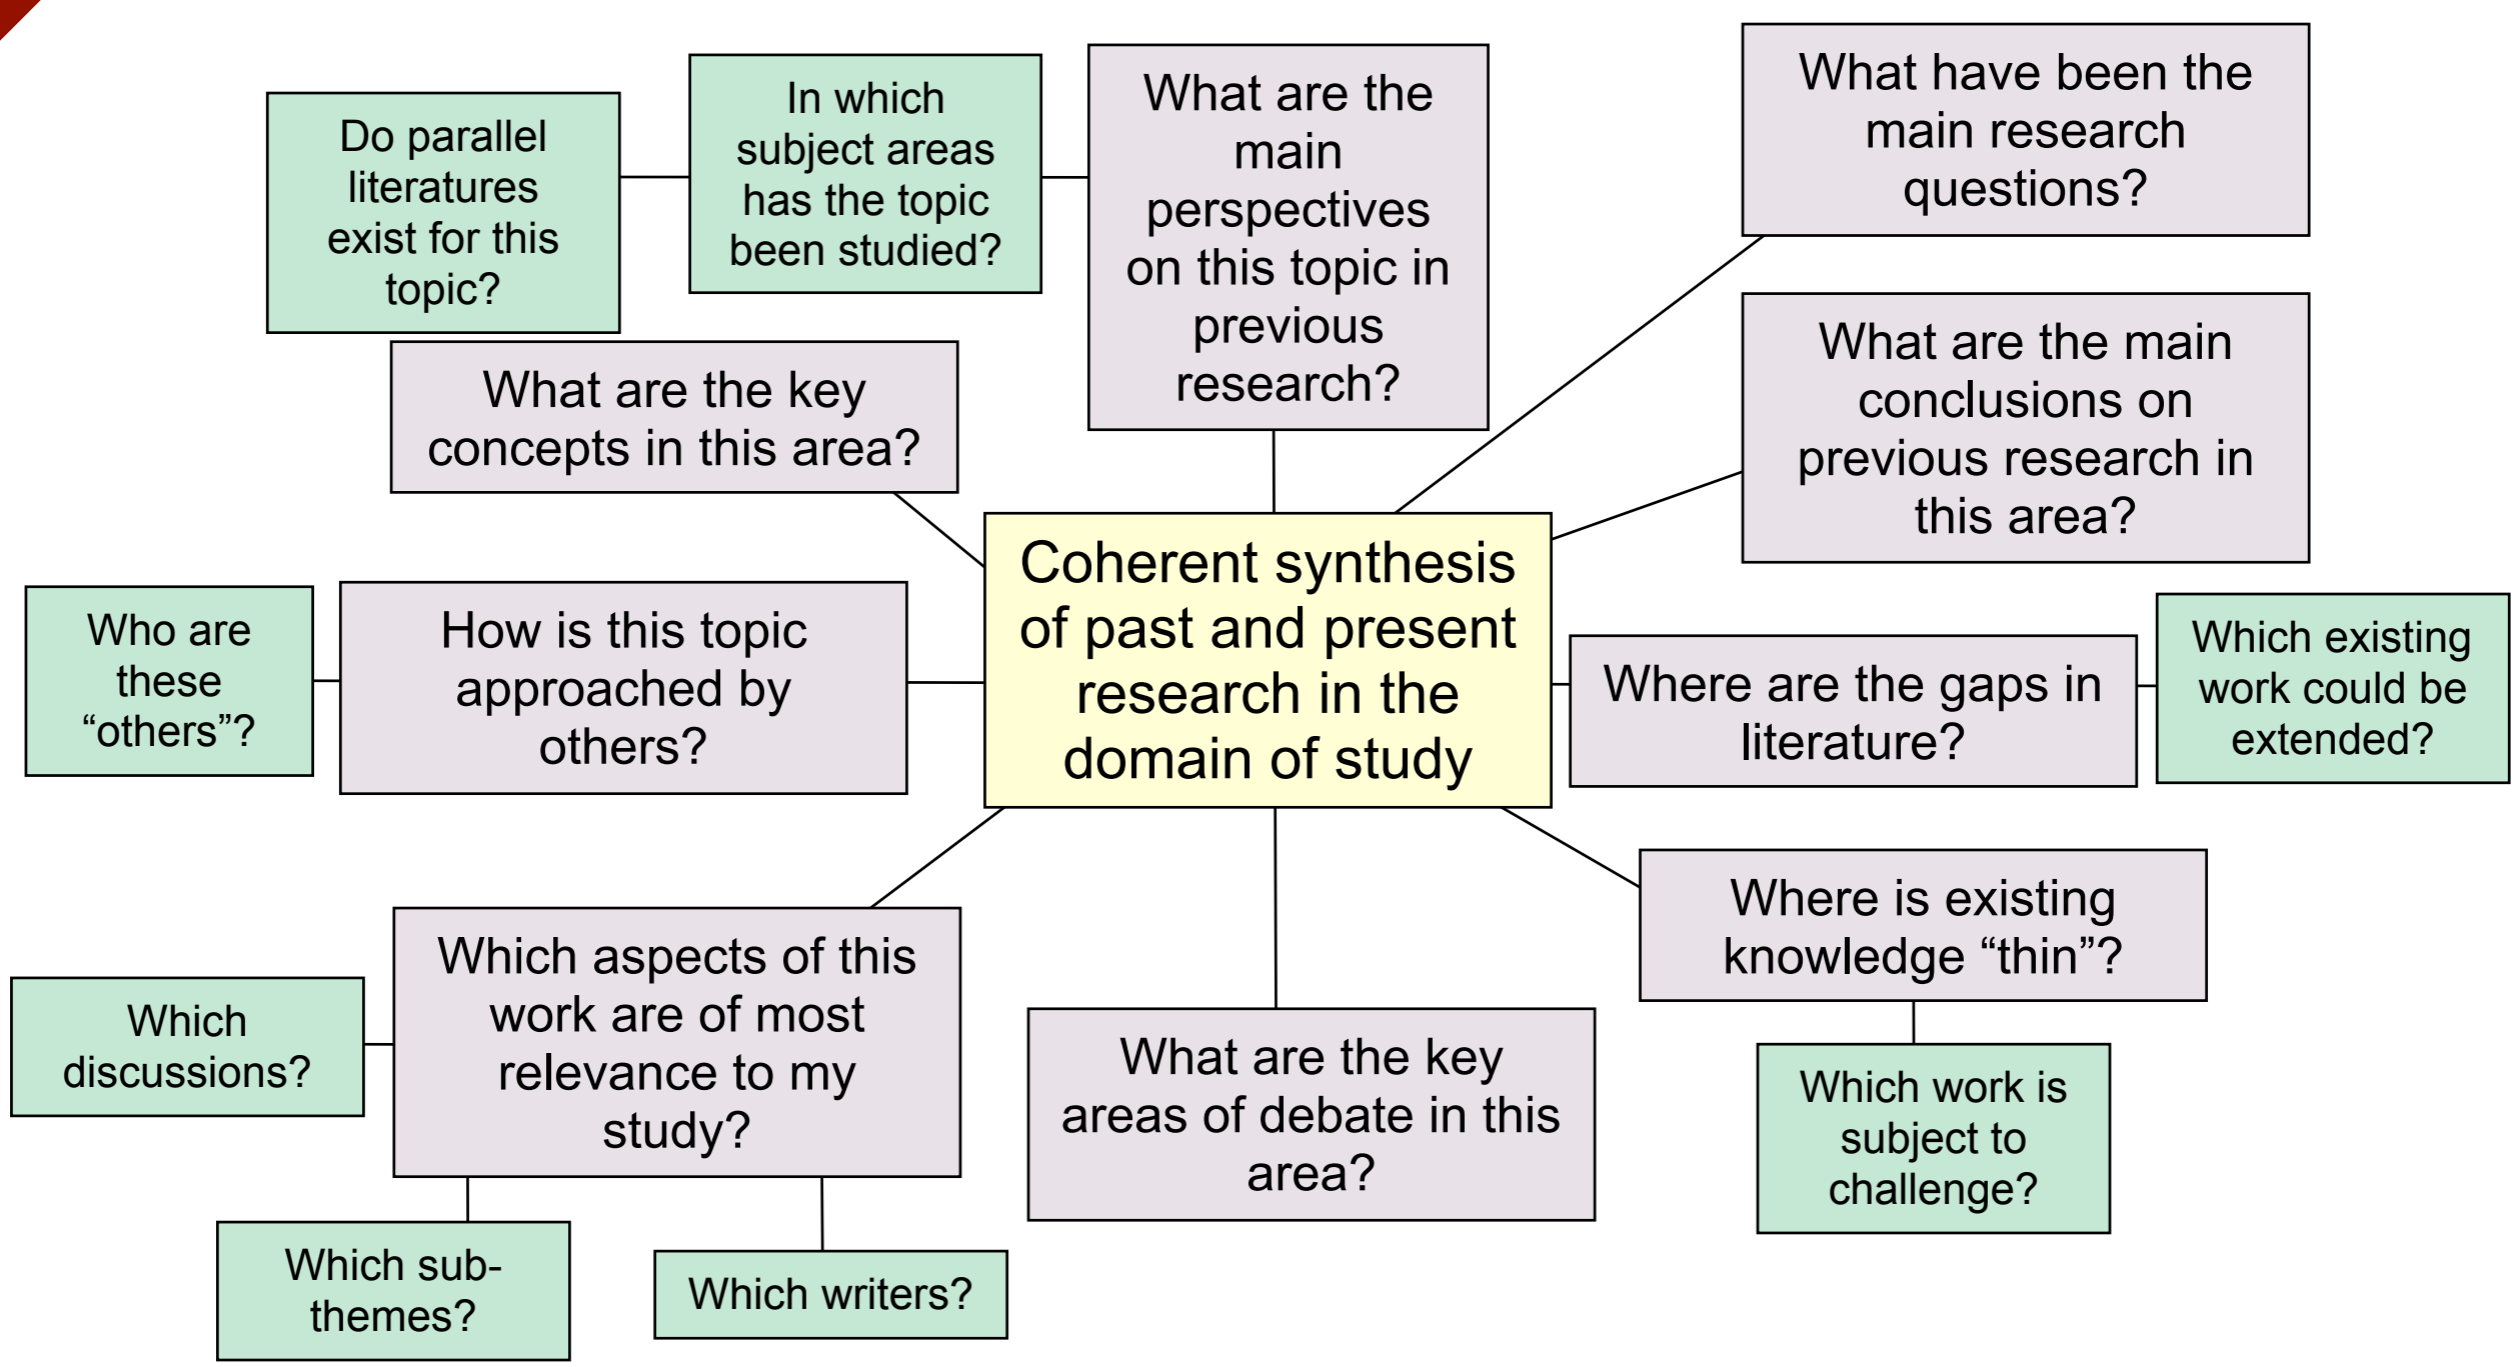 Do parallel
literatures
exist for this
topic?
In which
subject areas
has the topic
been studied?
What are the
main
perspectives
on this topic in
previous
research?
What have been the
main research
questions?
What are the key
concepts in this area?
What are the main
conclusions on
previous research in
this area?
Coherent synthesis
of past and present
research in the
domain of study
Who are
these
“others”?
How is this topic
approached by
others?
Where are the gaps in
literature?
Which existing
work could be
extended?
Which aspects of this
work are of most
relevance to my
study?
Which
discussions?
Which sub-
themes?
Which writers?
What are the key
areas of debate in this
area?
Where is existing
knowledge “thin”?
Which work is
subject to
challenge?